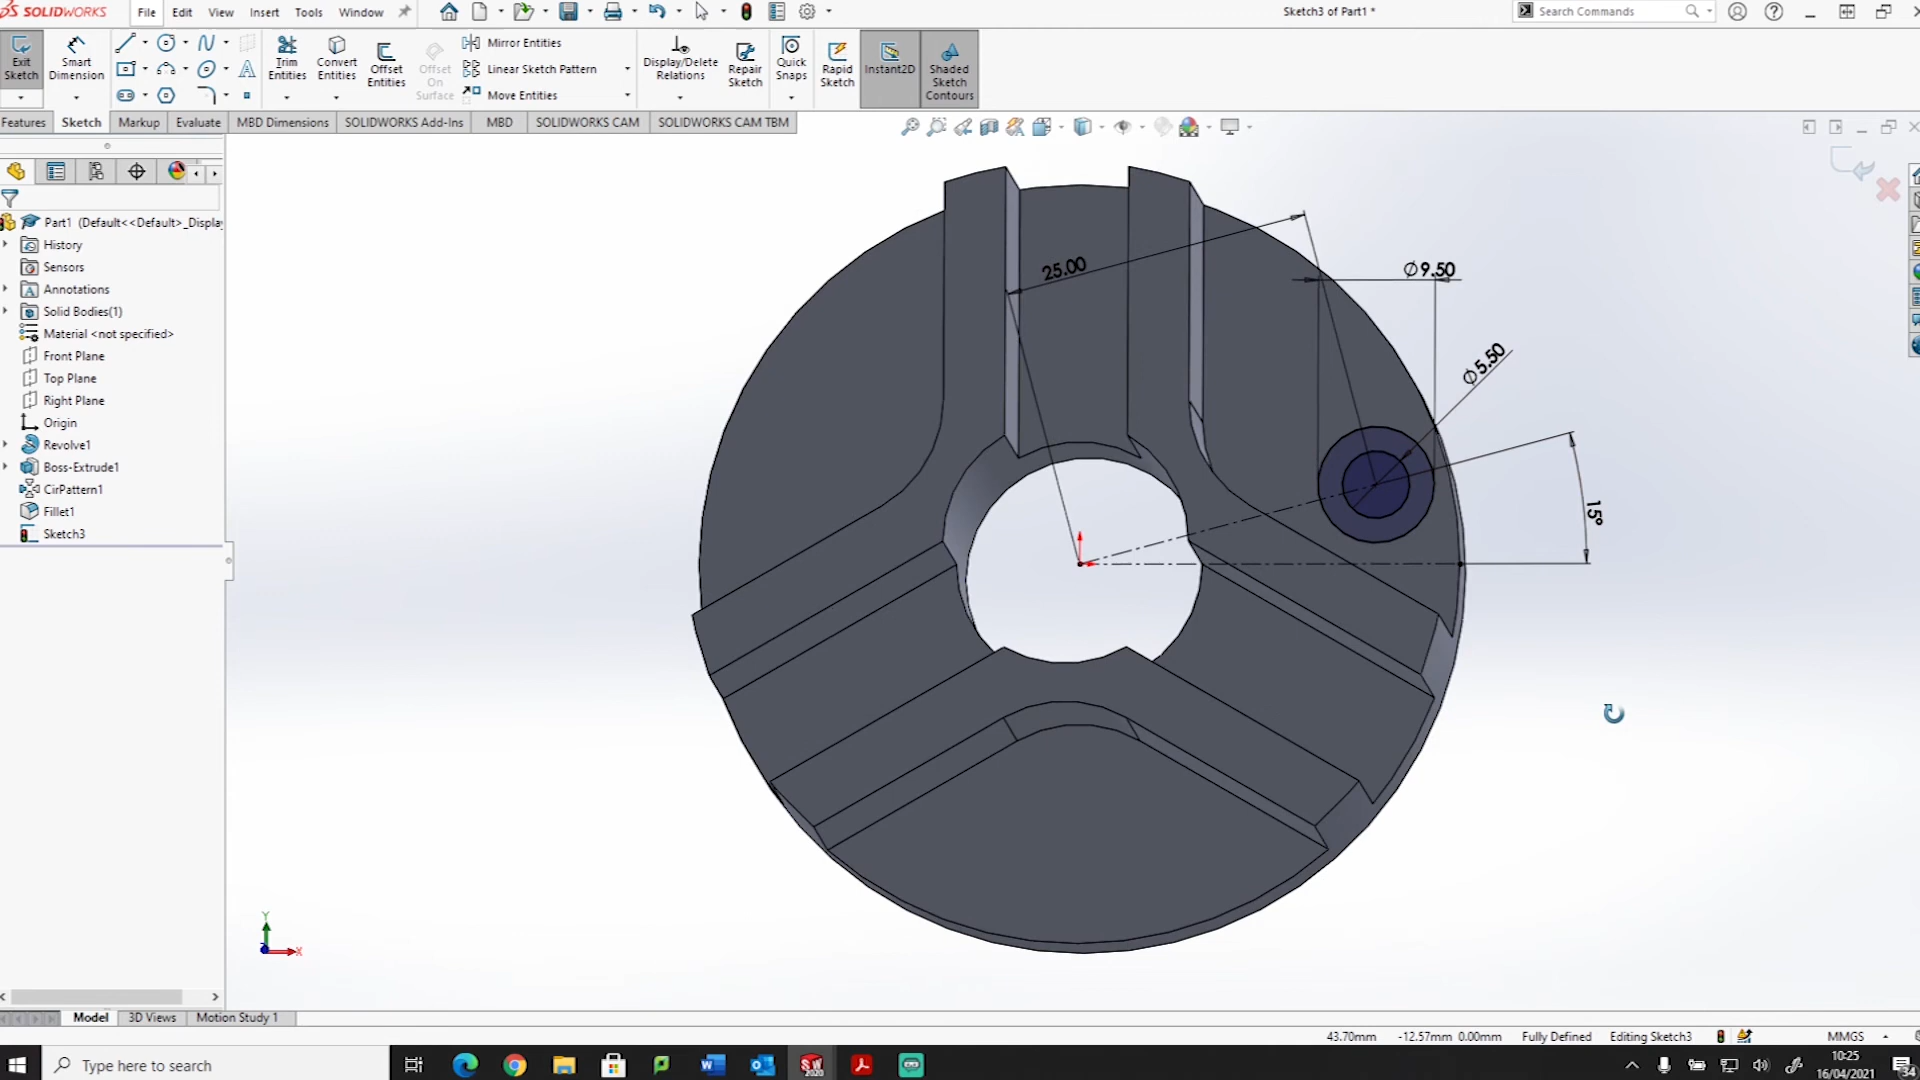 SOLIDWORKS
File Edit View Insert Tools Window
Sketch3 of Part1 *
Search Commands
Exit Sketch
Smart Dimension
Trim Entities
Convert Entities
Offset Entities
Offset On Surface
Mirror Entities
Linear Sketch Pattern
Move Entities
Display/Delete Relations
Repair Sketch
Quick Snaps
Rapid Sketch
Instant2D
Shaded Sketch Contours
Features Sketch Markup Evaluate MBD Dimensions SOLIDWORKS Add-Ins MBD SOLIDWORKS CAM SOLIDWORKS CAM TBM
Part1 (Default<<Default>_Display
History
Sensors
Annotations
Solid Bodies(1)
Material <not specified>
Front Plane
Top Plane
Right Plane
Origin
Revolve1
Boss-Extrude1
CirPattern1
Fillet1
Sketch3
25.00
∅9.50
∅5.50
15°
Y
X
Model 3D Views Motion Study 1
43.70mm -12.57mm 0.00mm Fully Defined Editing Sketch3 MMGS
Type here to search
10:25
16/04/2021
34